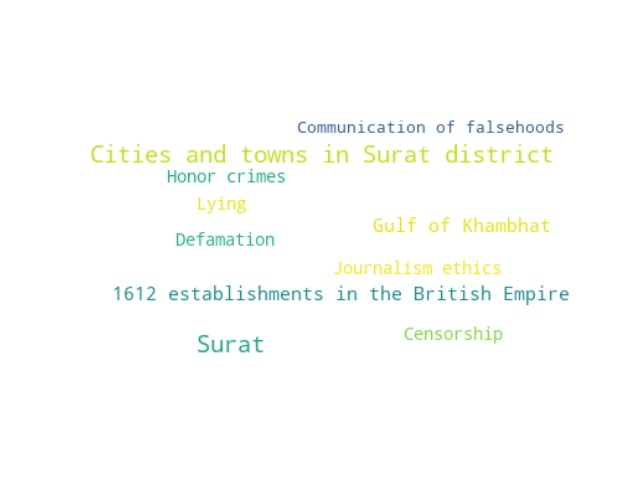 Communication of falsehoods
Cities and towns in Surat district
Honor crimes
Lying
Gulf of Khambhat
Defamation
Journalism ethics
1612 establishments in the British Empire
Censorship
Surat